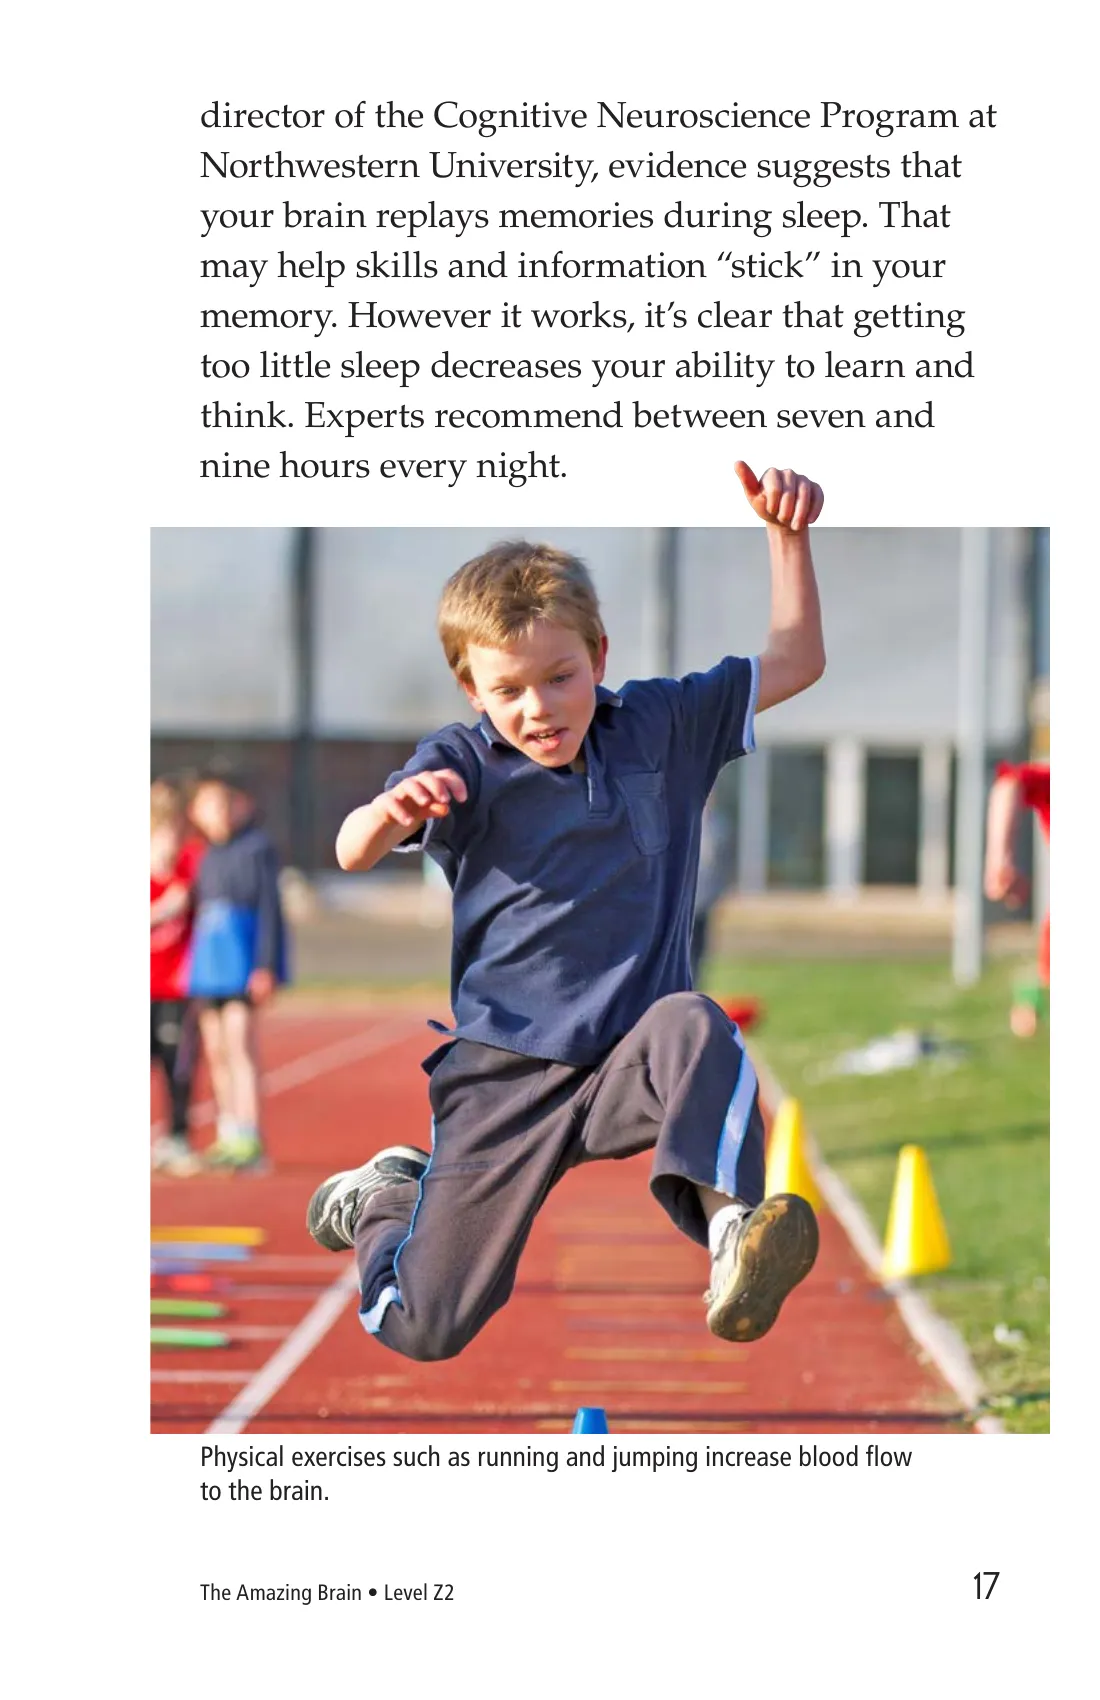 director of the Cognitive Neuroscience Program at
Northwestern University, evidence suggests that
your brain replays memories during sleep. That
may help skills and information “stick” in your
memory. However it works, it’s clear that getting
too little sleep decreases your ability to learn and
think. Experts recommend between seven and
nine hours every night.
Physical exercises such as running and jumping increase blood flow
to the brain.
The Amazing Brain • Level Z2
17